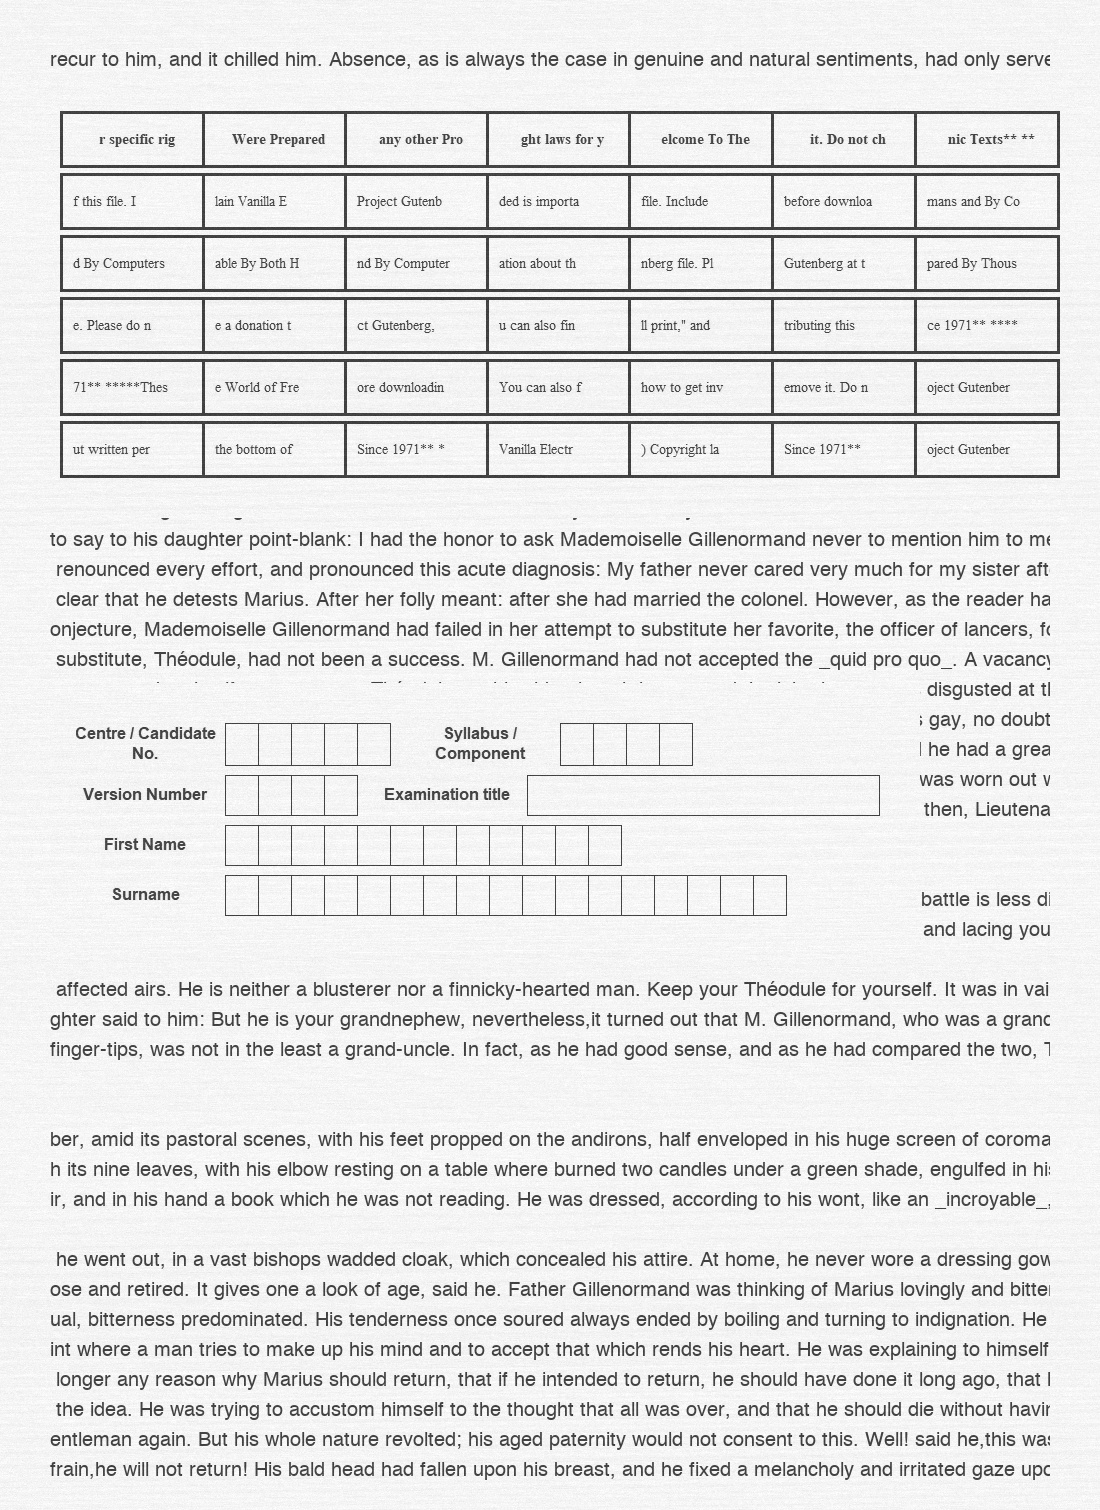 recur to him, and it chilled him. Absence, as is always the case in genuine and natural sentiments, had only serve
r specific rig Were Prepared any other Pro ght laws for y elcome To The it. Do not ch nic Texts** **
f this file. I lain Vanilla E Project Gutenb ded is importa file. Include before downloa mans and By Co
d By Computers able By Both H nd By Computer ation about th nberg file. Pl Gutenberg at t pared By Thous
e. Please do n e a donation t ct Gutenberg, u can also fin ll print," and tributing this ce 1971** ****
71** *****Thes e World of Fre ore downloadin You can also f how to get inv emove it. Do n oject Gutenber
ut written per the bottom of Since 1971** * Vanilla Electr ) Copyright la Since 1971** oject Gutenber
to say to his daughter point-blank: I had the honor to ask Mademoiselle Gillenormand never to mention him to me
renounced every effort, and pronounced this acute diagnosis: My father never cared very much for my sister afte
clear that he detests Marius. After her folly meant: after she had married the colonel. However, as the reader ha
onjecture, Mademoiselle Gillenormand had failed in her attempt to substitute her favorite, the officer of lancers, fo
substitute, Théodule, had not been a success. M. Gillenormand had not accepted the _quid pro quo_. A vacancy
disgusted at
gay, no doubt
he had a grea
was worn out
then, Lieutena
Centre / Candidate No. Syllabus / Component
Version Number Examination title
First Name
Surname
battle is less di
and lacing you
affected airs. He is neither a blusterer nor a finnicky-hearted man. Keep your Théodule for yourself. It was in vai
ghter said to him: But he is your grandnephew, nevertheless,it turned out that M. Gillenormand, who was a grand
finger-tips, was not in the least a grand-uncle. In fact, as he had good sense, and as he had compared the two,
ber, amid its pastoral scenes, with his feet propped on the andirons, half enveloped in his huge screen of coroma
h its nine leaves, with his elbow resting on a table where burned two candles under a green shade, engulfed in his
ir, and in his hand a book which he was not reading. He was dressed, according to his wont, like an _incroyable_,
he went out, in a vast bishops wadded cloak, which concealed his attire. At home, he never wore a dressing gow
ose and retired. It gives one a look of age, said he. Father Gillenormand was thinking of Marius lovingly and bitter
ual, bitterness predominated. His tenderness once soured always ended by boiling and turning to indignation. He
int where a man tries to make up his mind and to accept that which rends his heart. He was explaining to himself
longer any reason why Marius should return, that if he intended to return, he should have done it long ago, that
the idea. He was trying to accustom himself to the thought that all was over, and that he should die without havin
entleman again. But his whole nature revolted; his aged paternity would not consent to this. Well! said he,this was
frain,he will not return! His bald head had fallen upon his breast, and he fixed a melancholy and irritated gaze upo